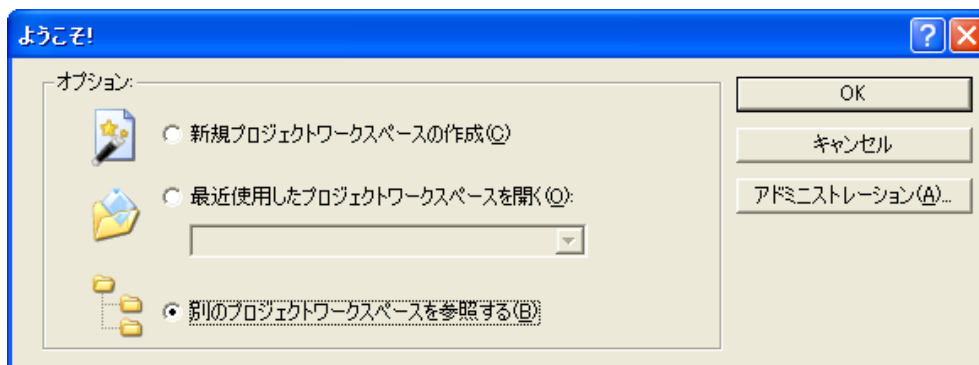 ようこそ!
オプション:
新規プロジェクトワークスペースの作成(C)
最近使用したプロジェクトワークスペースを開く(O):
別のプロジェクトワークスペースを参照する(B)
OK
キャンセル
アドミニストレーション(A)...